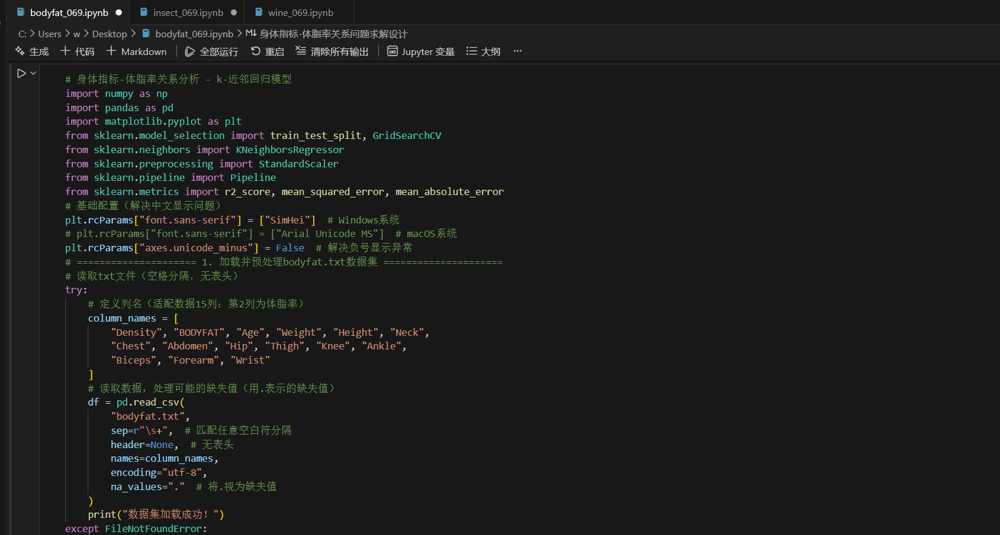 bodyfat_069.ipynb ● insect_069.ipynb ● wine_069.ipynb
C: > Users > w > Desktop > bodyfat_069.ipynb > M↓ 身体指标-体脂率关系问题求解设计
生成 + 代码 + Markdown | 全部运行 重启 清除所有输出 | Jupyter 变量 大纲 ···
# 身体指标-体脂率关系分析 - k-近邻回归模型
import numpy as np
import pandas as pd
import matplotlib.pyplot as plt
from sklearn.model_selection import train_test_split, GridSearchCV
from sklearn.neighbors import KNeighborsRegressor
from sklearn.preprocessing import StandardScaler
from sklearn.pipeline import Pipeline
from sklearn.metrics import r2_score, mean_squared_error, mean_absolute_error
# 基础配置（解决中文显示问题）
plt.rcParams["font.sans-serif"] = ["SimHei"]  # Windows系统
# plt.rcParams["font.sans-serif"] = ["Arial Unicode MS"]  # macOS系统
plt.rcParams["axes.unicode_minus"] = False  # 解决负号显示异常
# ===================== 1. 加载并预处理bodyfat.txt数据集 =====================
# 读取txt文件（空格分隔，无表头）
try:
    # 定义列名（适配数据15列：第2列为体脂率）
    column_names = [
        "Density", "BODYFAT", "Age", "Weight", "Height", "Neck",
        "Chest", "Abdomen", "Hip", "Thigh", "Knee", "Ankle",
        "Biceps", "Forearm", "Wrist"
    ]
    # 读取数据，处理可能的缺失值（用.表示的缺失值）
    df = pd.read_csv(
        "bodyfat.txt",
        sep=r"\s+",  # 匹配任意空白符分隔
        header=None,  # 无表头
        names=column_names,
        encoding="utf-8",
        na_values="."  # 将.视为缺失值
    )
    print("数据集加载成功！")
except FileNotFoundError: